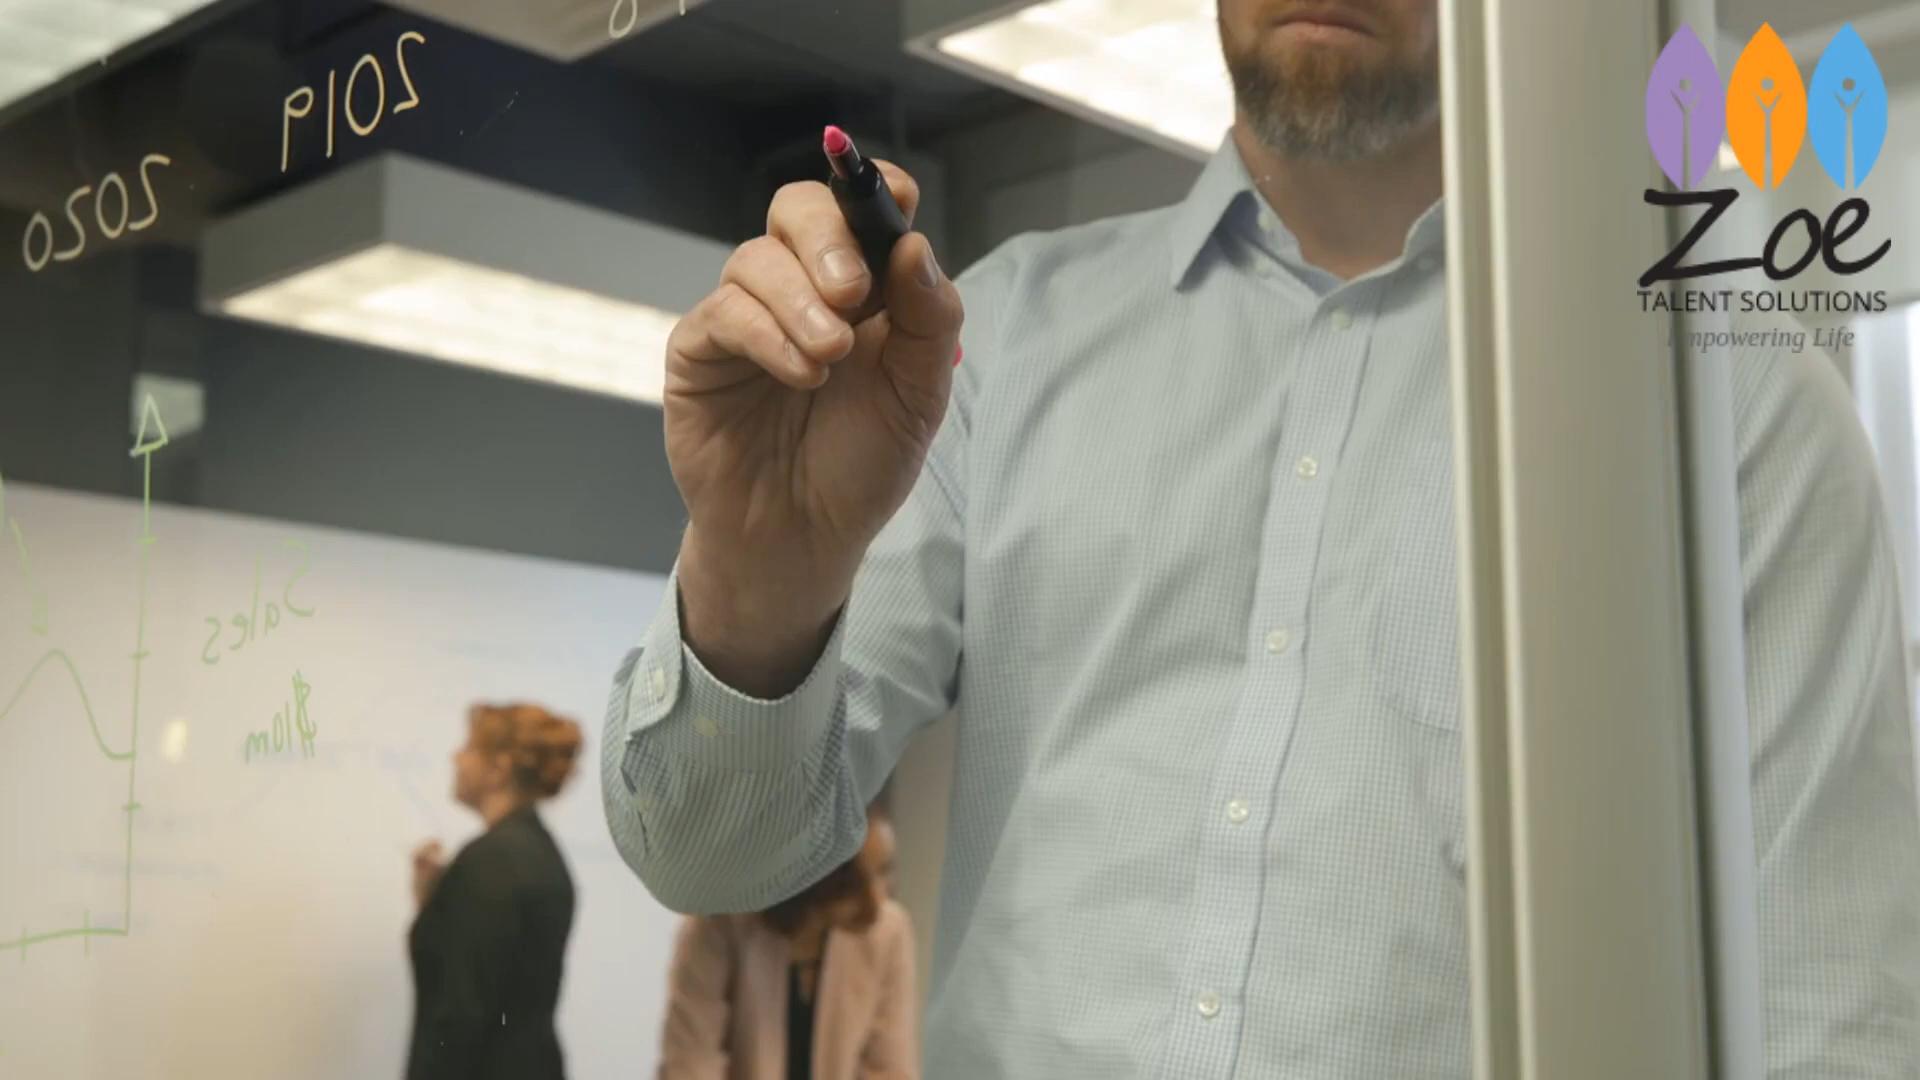 2019
2020
Sales
$10m
Zoe
TALENT SOLUTIONS
Empowering Life